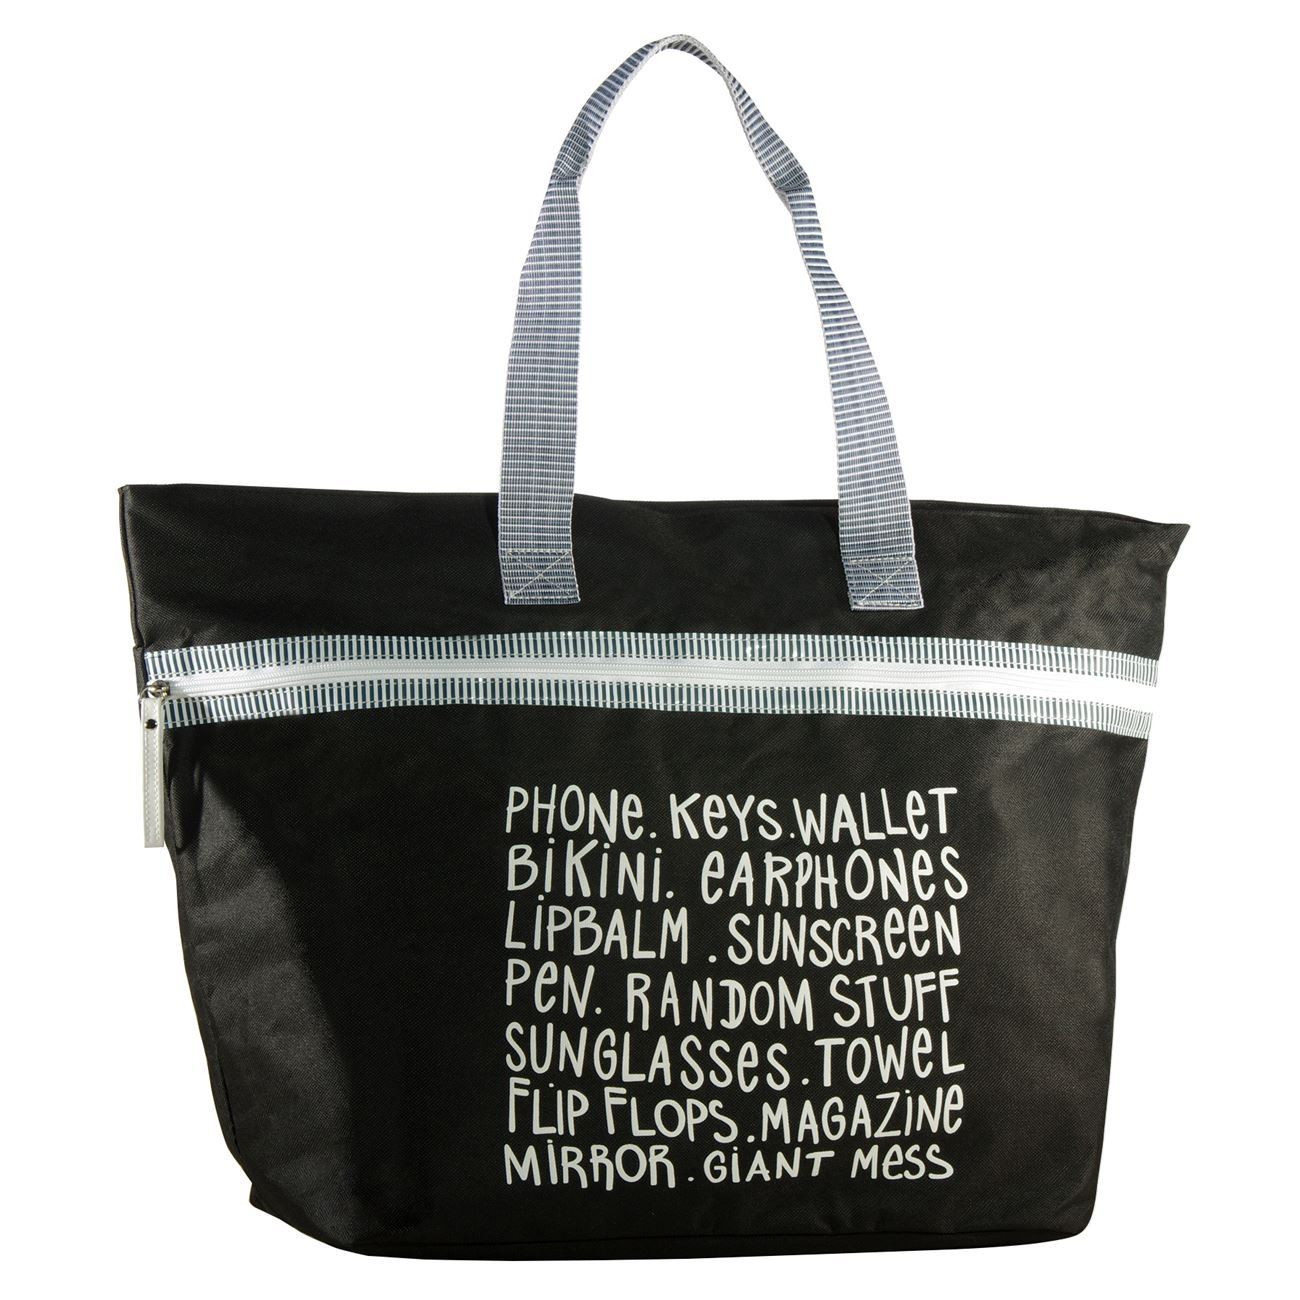 PHONe. KeYS.WALLeT
BiKiNi. eARPHONeS
LiPBALM .SUNSCReeN
PeN. RANDOM STUFF
SUNGLASSeS.TOWeL
FLiP FLOPS.MAGAZiNe
MiRROR.GiANT MeSS